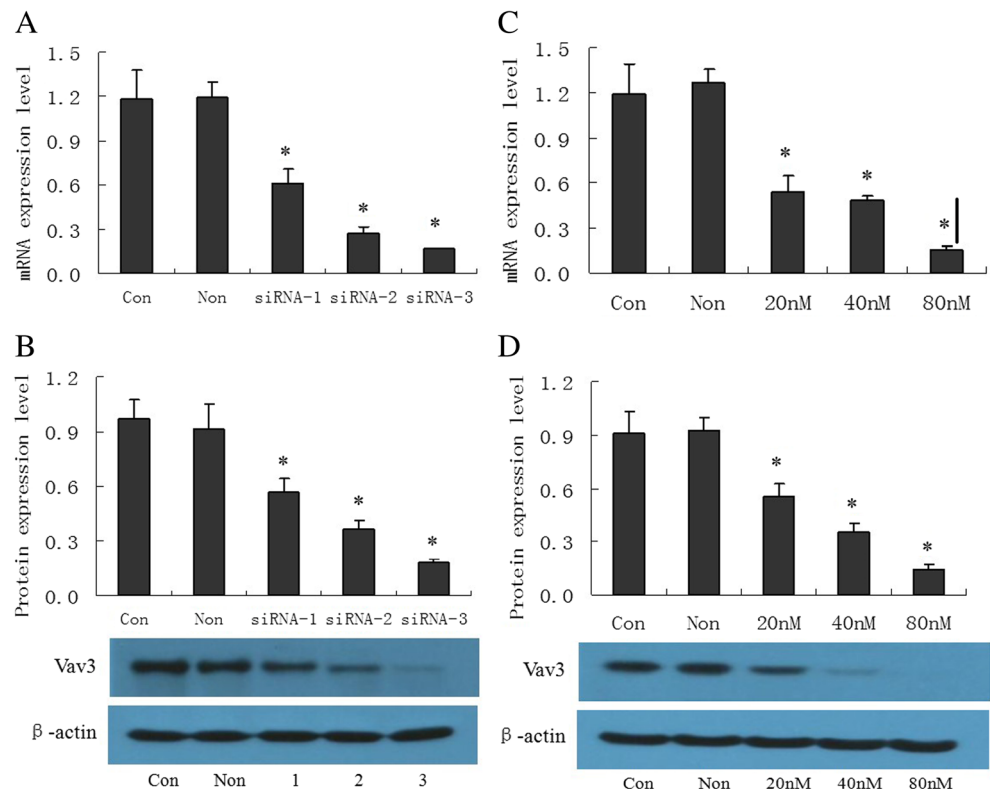 A
mRNA expression level
1.5
1.2
0.9
0.6
0.3
0.0
* * *
Con Non siRNA-1 siRNA-2 siRNA-3
B
Protein expression level
1.2
0.9
0.6
0.3
0.0
* * *
Con Non siRNA-1 siRNA-2 siRNA-3
Vav3
β-actin
Con Non 1 2 3
C
mRNA expression level
1.5
1.2
0.9
0.6
0.3
0.0
* * *
Con Non 20nM 40nM 80nM
D
Protein expression level
1.2
0.9
0.6
0.3
0.0
* * *
Con Non 20nM 40nM 80nM
Vav3
β-actin
Con Non 20nM 40nM 80nM